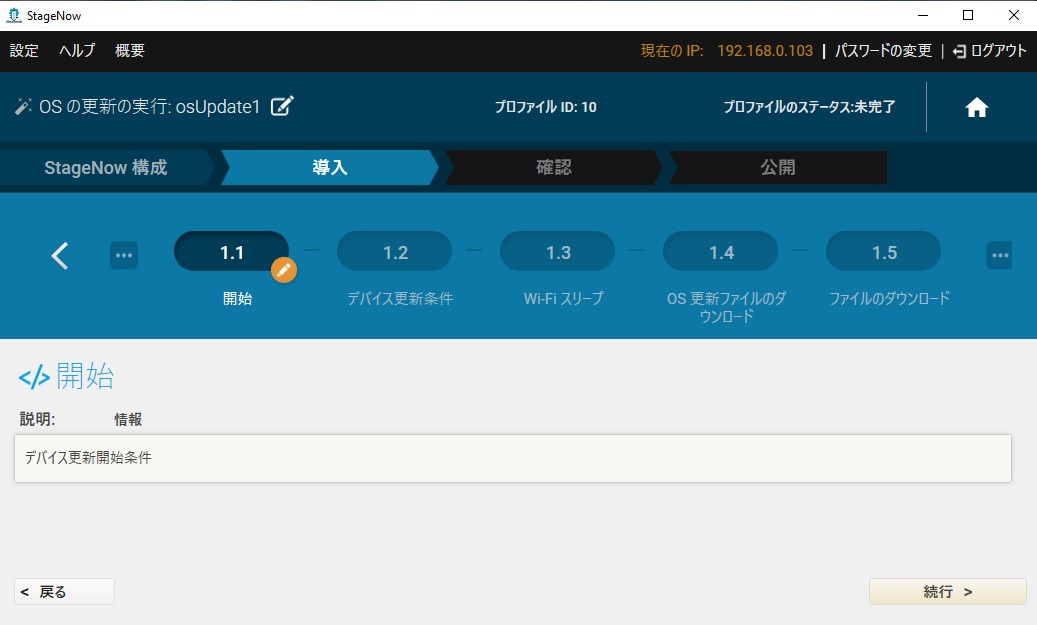 StageNow
設定 ヘルプ 概要 現在の IP: 192.168.0.103 | パスワードの変更 | ログアウト
OS の更新の実行: osUpdate1 プロファイル ID: 10 プロファイルのステータス:未完了
StageNow 構成 導入 確認 公開
1.1 1.2 1.3 1.4 1.5
開始 デバイス更新条件 Wi-Fi スリープ OS 更新ファイルのダ ファイルのダウンロード
ウンロード
</> 開始
説明: 情報
デバイス更新開始条件
< 戻る 続行 >